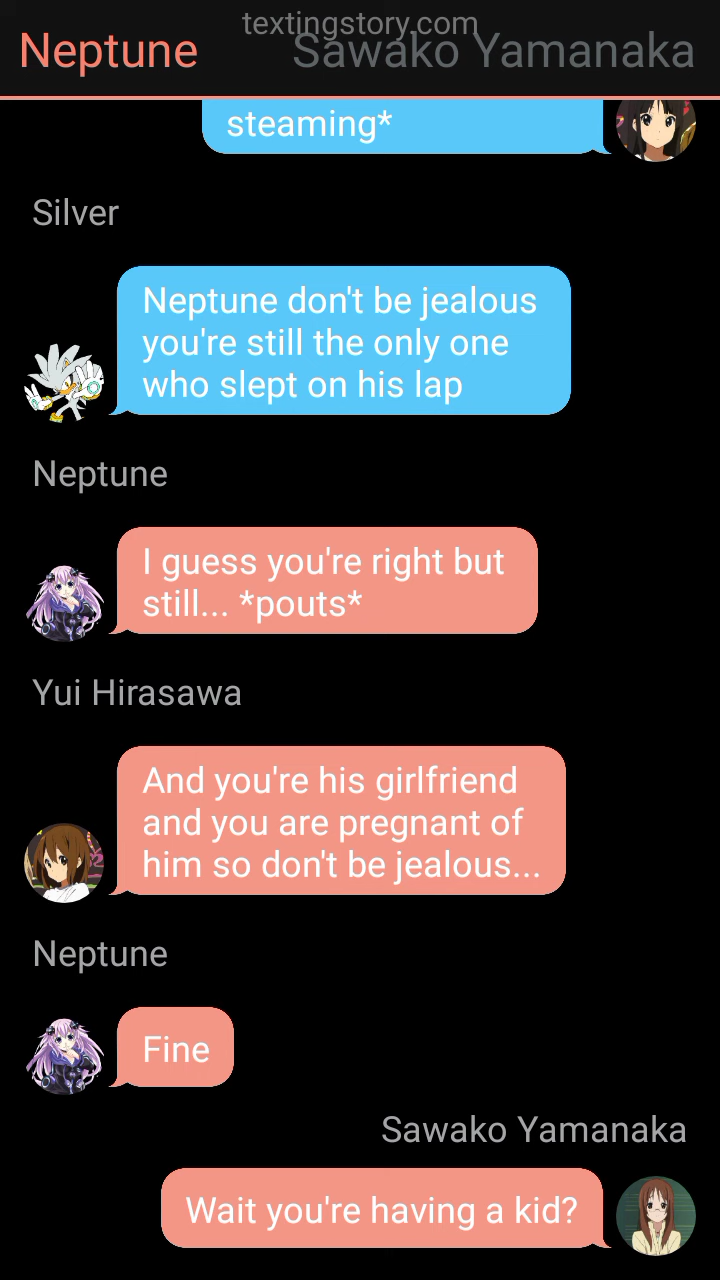 textingstory.com
Neptune
Sawako Yamanaka
steaming*
Silver
Neptune don't be jealous
you're still the only one
who slept on his lap
Neptune
I guess you're right but
still... *pouts*
Yui Hirasawa
And you're his girlfriend
and you are pregnant of
him so don't be jealous...
Neptune
Fine
Sawako Yamanaka
Wait you're having a kid?